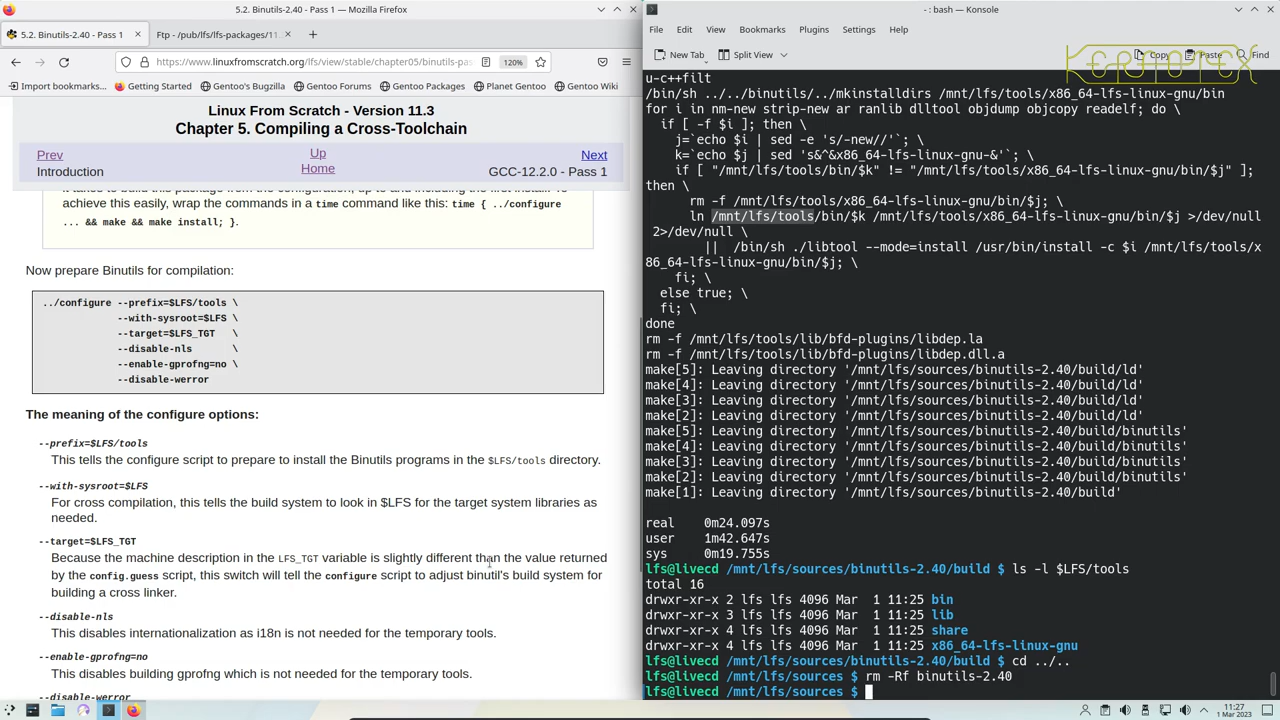 5.2. Binutils-2.40 - Pass 1 — Mozilla Firefox
5.2. Binutils-2.40 - Pass 1
Ftp - /pub/lfs/lfs-packages/11.
https://www.linuxfromscratch.org/lfs/view/stable/chapter05/binutils-pas
120%
Import bookmarks...
Getting Started
Gentoo's Bugzilla
Gentoo Forums
Gentoo Packages
Planet Gentoo
Gentoo Wiki
Linux From Scratch - Version 11.3
Chapter 5. Compiling a Cross-Toolchain
Prev
Up
Next
Introduction
Home
GCC-12.2.0 - Pass 1
it takes to build this package from the configuration, up to and including the first install. To
achieve this easily, wrap the commands in a time command like this: time { ../configure
... && make && make install; }.
Now prepare Binutils for compilation:
../configure --prefix=$LFS/tools \
--with-sysroot=$LFS \
--target=$LFS_TGT \
--disable-nls \
--enable-gprofng=no \
--disable-werror
The meaning of the configure options:
--prefix=$LFS/tools
This tells the configure script to prepare to install the Binutils programs in the $LFS/tools directory.
--with-sysroot=$LFS
For cross compilation, this tells the build system to look in $LFS for the target system libraries as
needed.
--target=$LFS_TGT
Because the machine description in the LFS_TGT variable is slightly different than the value returned
by the config.guess script, this switch will tell the configure script to adjust binutil's build system for
building a cross linker.
--disable-nls
This disables internationalization as i18n is not needed for the temporary tools.
--enable-gprofng=no
This disables building gprofng which is not needed for the temporary tools.
--disable-werror
- : bash — Konsole
File Edit View Bookmarks Plugins Settings Help
New Tab
Split View
Copy
Paste
Find
KERNOTEX
u-c++filt
/bin/sh ../../binutils/../mkinstalldirs /mnt/lfs/tools/x86_64-lfs-linux-gnu/bin
for i in nm-new strip-new ar ranlib dlltool objdump objcopy readelf; do \
if [ -f $i ]; then \
j=`echo $i | sed -e 's/-new//'`; \
k=`echo $j | sed 's&^&x86_64-lfs-linux-gnu-&'`; \
if [ "/mnt/lfs/tools/bin/$k" != "/mnt/lfs/tools/x86_64-lfs-linux-gnu/bin/$j" ];
then \
rm -f /mnt/lfs/tools/x86_64-lfs-linux-gnu/bin/$j; \
ln /mnt/lfs/tools/bin/$k /mnt/lfs/tools/x86_64-lfs-linux-gnu/bin/$j >/dev/null
2>/dev/null \
|| /bin/sh ./libtool --mode=install /usr/bin/install -c $i /mnt/lfs/tools/x
86_64-lfs-linux-gnu/bin/$j; \
fi; \
else true; \
fi; \
done
rm -f /mnt/lfs/tools/lib/bfd-plugins/libdep.la
rm -f /mnt/lfs/tools/lib/bfd-plugins/libdep.dll.a
make[5]: Leaving directory '/mnt/lfs/sources/binutils-2.40/build/ld'
make[4]: Leaving directory '/mnt/lfs/sources/binutils-2.40/build/ld'
make[3]: Leaving directory '/mnt/lfs/sources/binutils-2.40/build/ld'
make[2]: Leaving directory '/mnt/lfs/sources/binutils-2.40/build/ld'
make[5]: Leaving directory '/mnt/lfs/sources/binutils-2.40/build/binutils'
make[4]: Leaving directory '/mnt/lfs/sources/binutils-2.40/build/binutils'
make[3]: Leaving directory '/mnt/lfs/sources/binutils-2.40/build/binutils'
make[2]: Leaving directory '/mnt/lfs/sources/binutils-2.40/build/binutils'
make[1]: Leaving directory '/mnt/lfs/sources/binutils-2.40/build'
real 0m24.097s
user 1m42.647s
sys 0m19.755s
lfs@livecd /mnt/lfs/sources/binutils-2.40/build $ ls -l $LFS/tools
total 16
drwxr-xr-x 2 lfs lfs 4096 Mar 1 11:25 bin
drwxr-xr-x 3 lfs lfs 4096 Mar 1 11:25 lib
drwxr-xr-x 4 lfs lfs 4096 Mar 1 11:25 share
drwxr-xr-x 4 lfs lfs 4096 Mar 1 11:25 x86_64-lfs-linux-gnu
lfs@livecd /mnt/lfs/sources/binutils-2.40/build $ cd ../..
lfs@livecd /mnt/lfs/sources $ rm -Rf binutils-2.40
lfs@livecd /mnt/lfs/sources $
11:27
1 Mar 2023